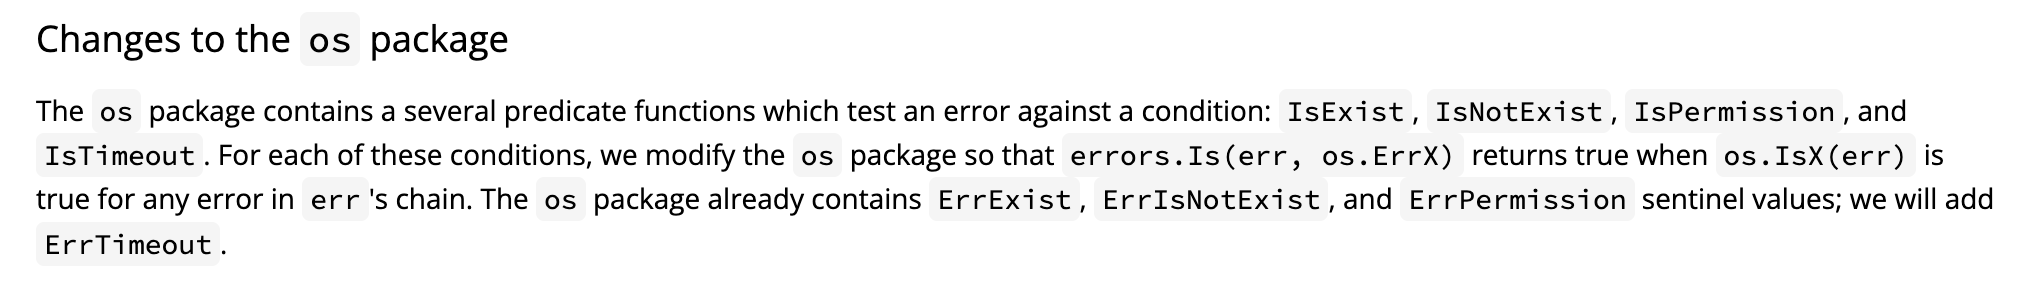 Changes to the os package
The os package contains a several predicate functions which test an error against a condition: IsExist, IsNotExist, IsPermission, and
IsTimeout. For each of these conditions, we modify the os package so that errors.Is(err, os.ErrX) returns true when os.IsX(err) is
true for any error in err's chain. The os package already contains ErrExist, ErrIsNotExist, and ErrPermission sentinel values; we will add
ErrTimeout.